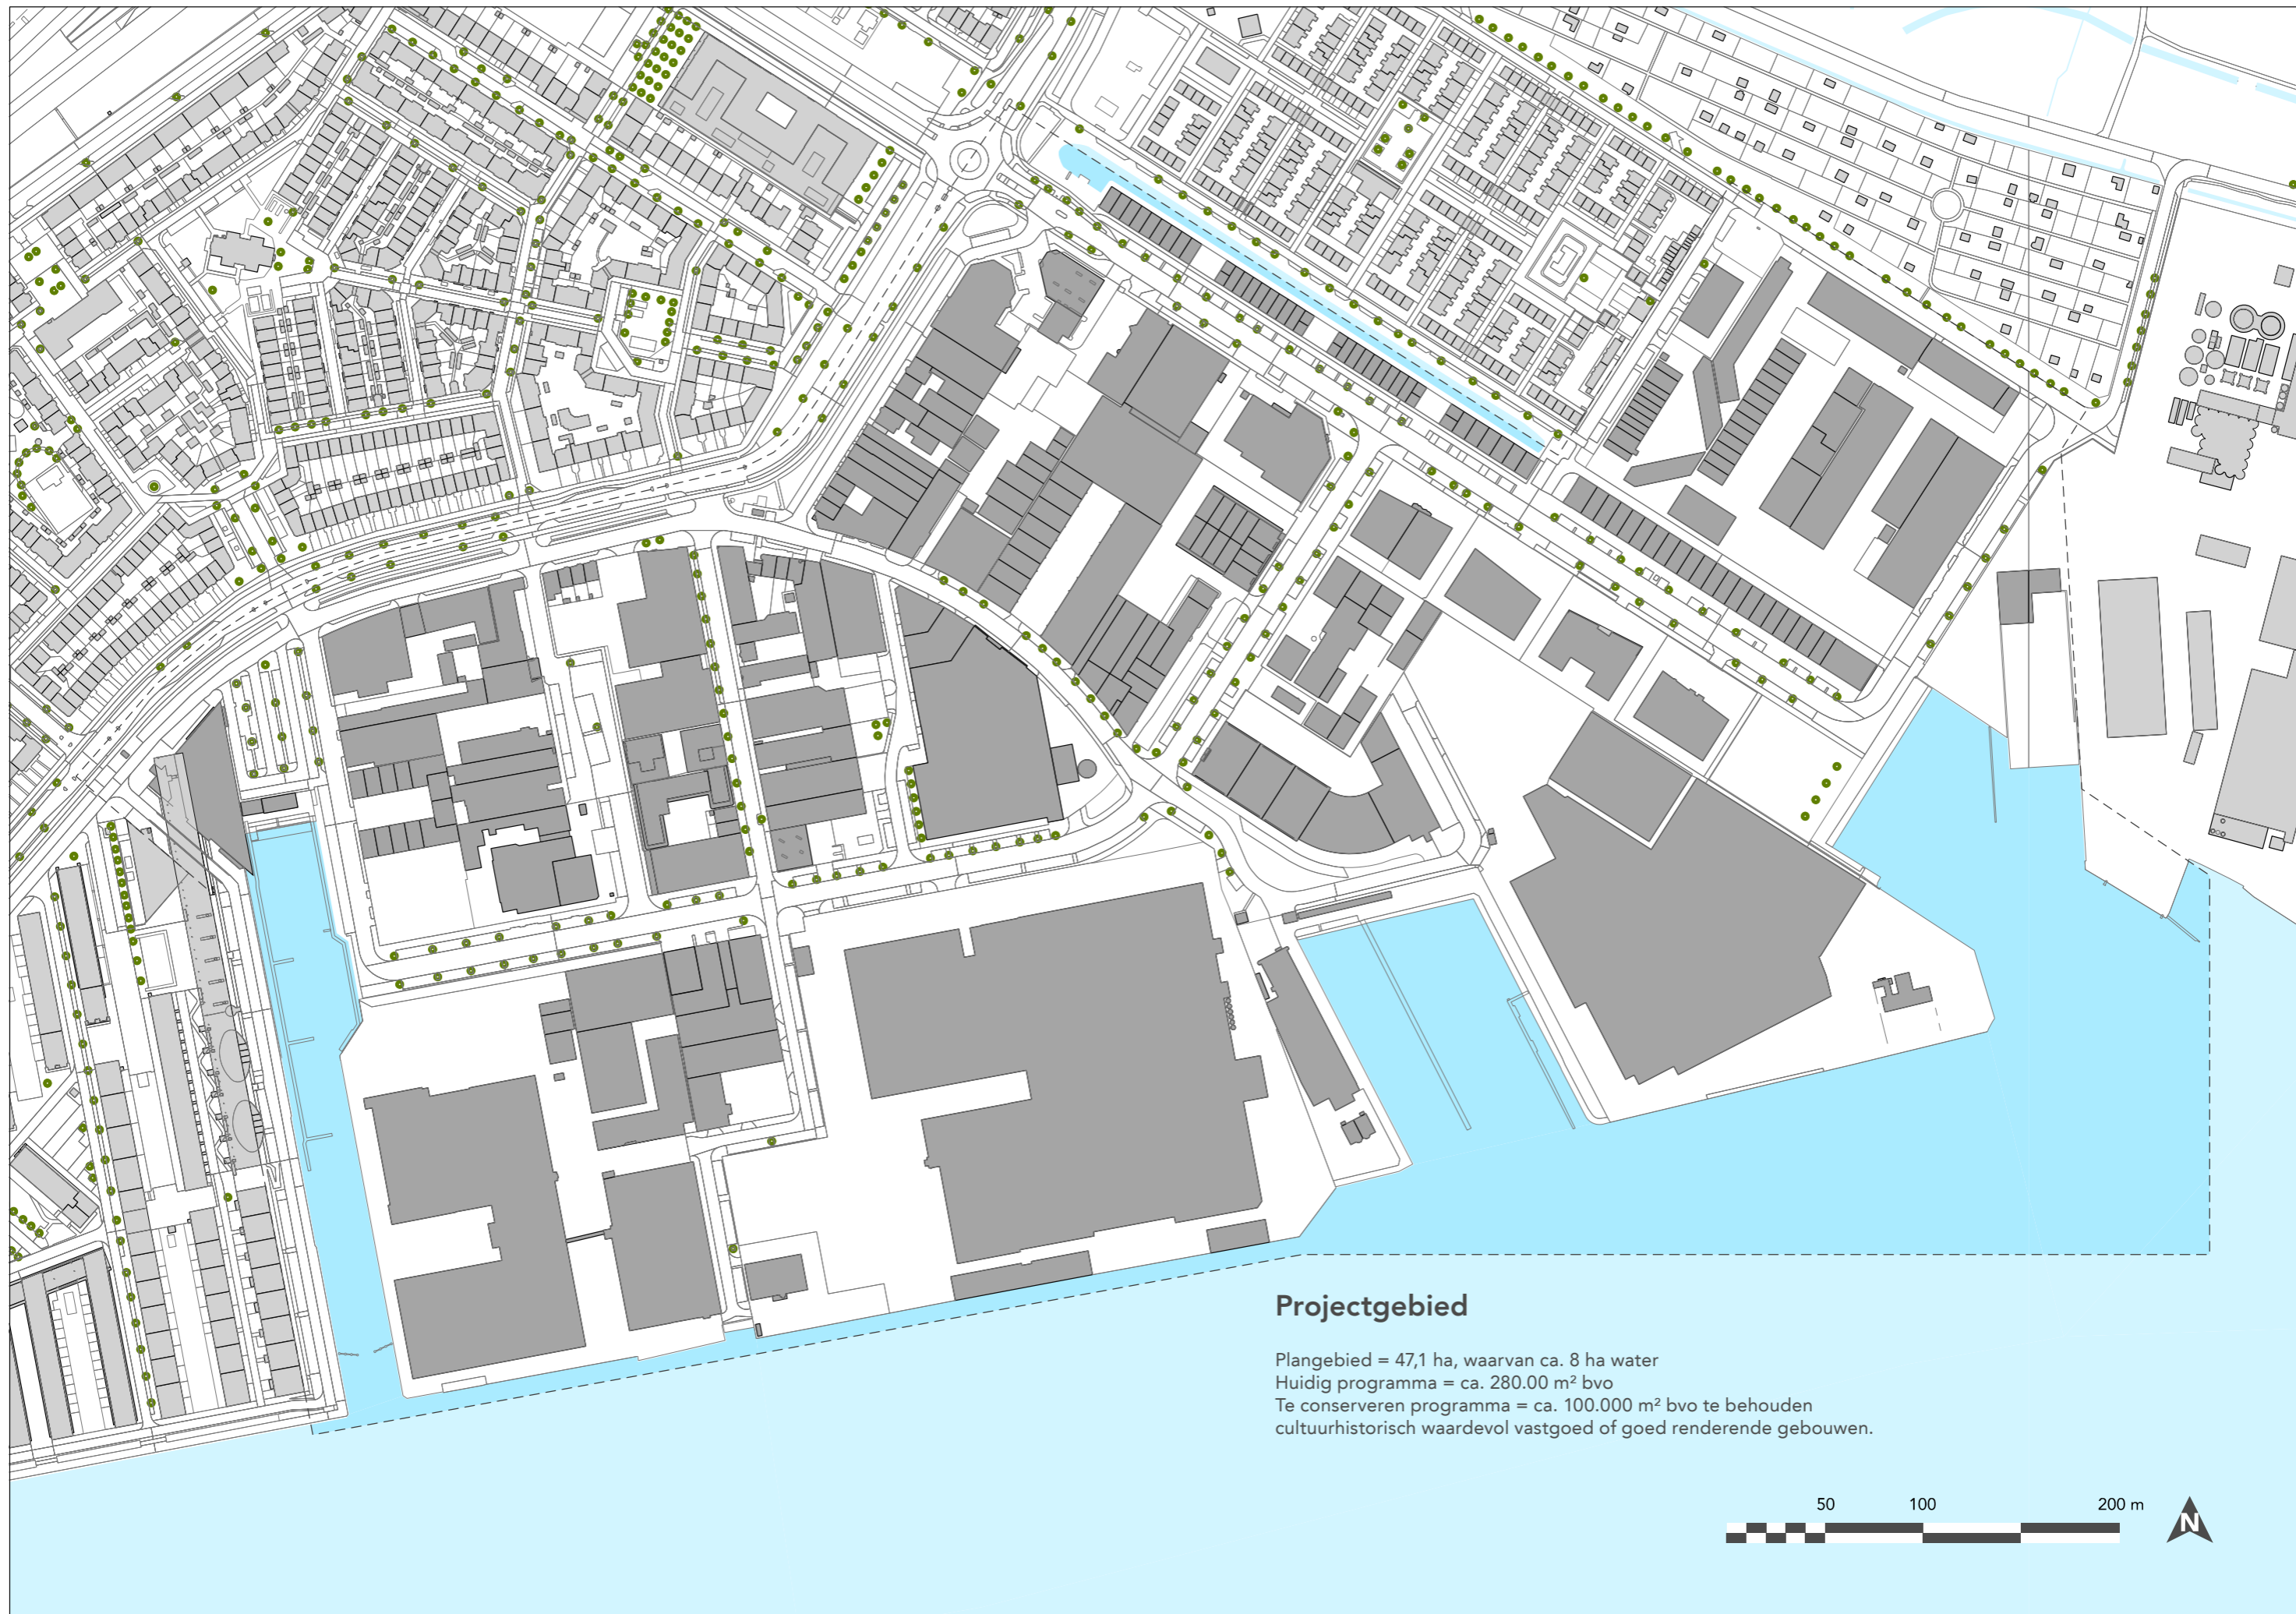 Projectgebied
Plangebied = 47,1 ha, waarvan ca. 8 ha water
Huidig programma = ca. 280.00 m² bvo
Te conserveren programma = ca. 100.000 m² bvo te behouden
cultuurhistorisch waardevol vastgoed of goed renderende gebouwen.
50 100 200 m
N